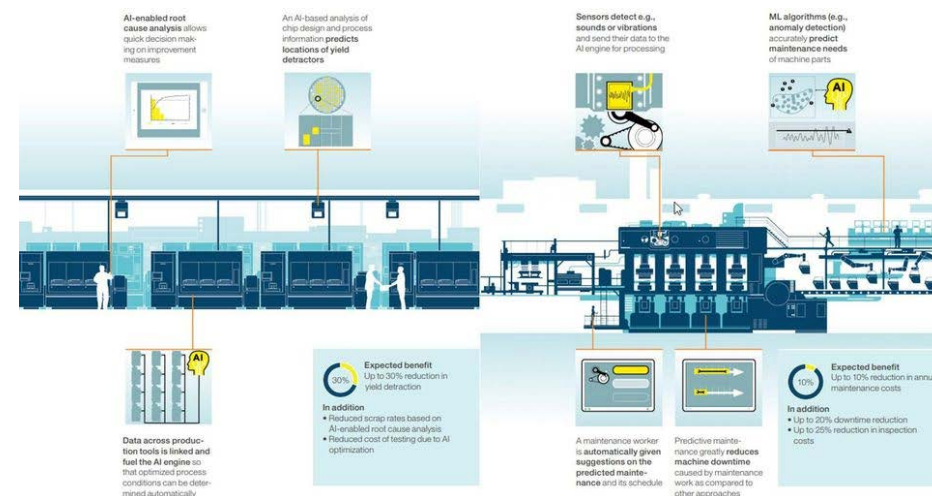 AI-enabled root
cause analysis allows
quick decision mak-
ing on improvement
measures
An AI-based analysis of
chip design and process
information predicts
locations of yield
detractors
AI
Data across produc-
tion tools is linked and
fuel the AI engine so
that optimized process
conditions can be deter-
mined automatically
30%
Expected benefit
Up to 30% reduction in
yield detraction
In addition
• Reduced scrap rates based on
AI-enabled root cause analysis
• Reduced cost of testing due to AI
optimization
Sensors detect e.g.,
sounds or vibrations
and send their data to the
AI engine for processing
ML algorithms (e.g.,
anomaly detection)
accurately predict
maintenance needs
of machine parts
AI
A maintenance worker
is automatically given
suggestions on the
predicted mainte-
nance and its schedule
Predictive mainte-
nance greatly reduces
machine downtime
caused by maintenance
work as compared to
other approaches
10%
Expected benefit
Up to 10% reduction in annu
maintenance costs
In addition
• Up to 20% downtime reduction
• Up to 25% reduction in inspection
costs